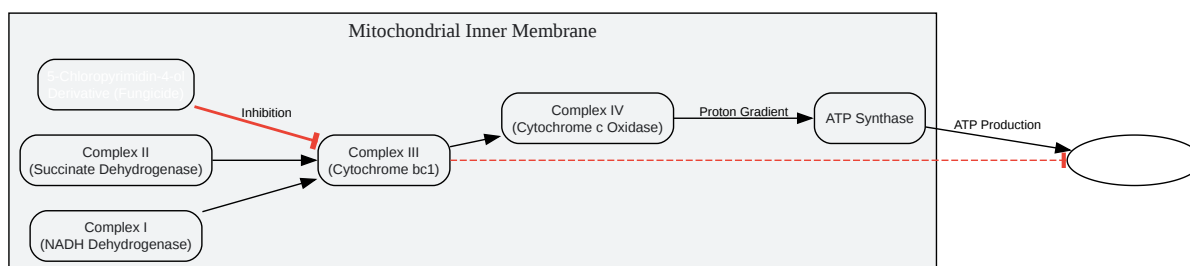 Mitochondrial Inner Membrane
5-Chloropyrimidin-4-ol
Derivative (Fungicide)
Inhibition
Complex II
(Succinate Dehydrogenase)
Complex I
(NADH Dehydrogenase)
Complex III
(Cytochrome bc1)
Complex IV
(Cytochrome c Oxidase)
Proton Gradient
ATP Synthase
ATP Production